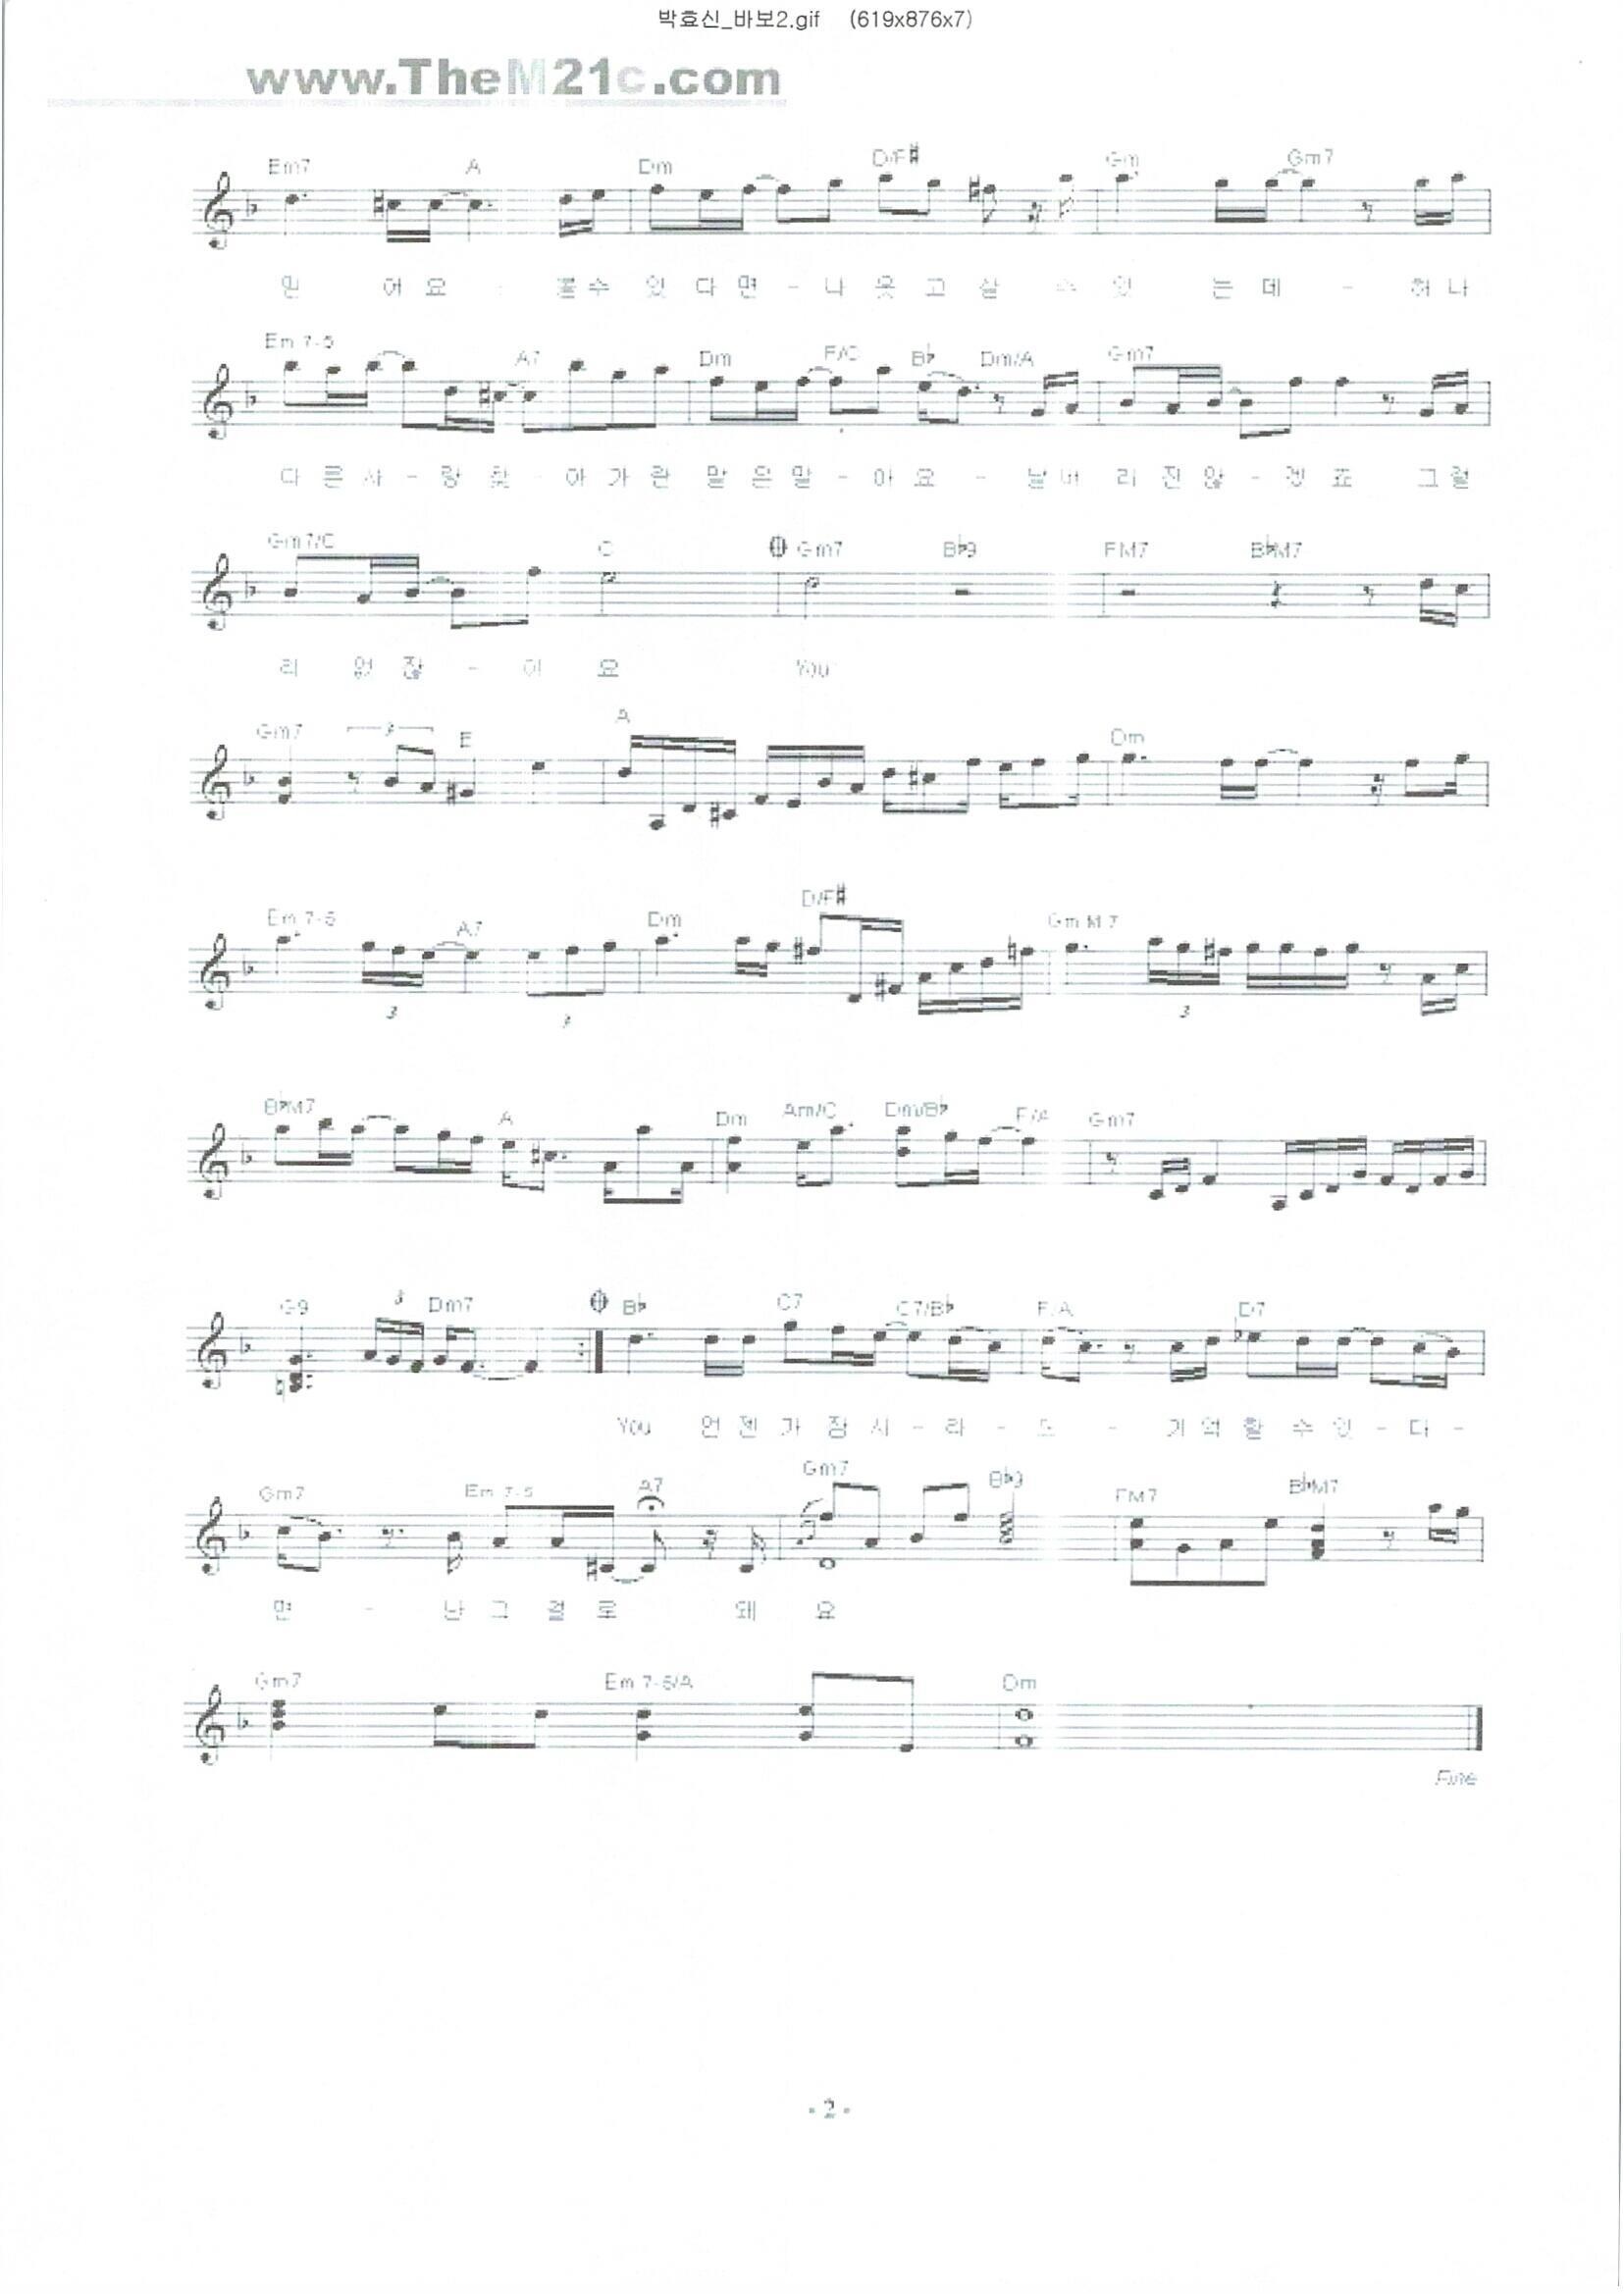 박효신_바보2.gif (619x876x7)
www.TheM21c.com
Em7 A Dm D/F# Gm Gm7
어 요 - 볼 수 있 다 면 - 나 웃 고 살 수 있 는 데 - 허 나
Em 7-5 A7 Dm F/C B♭ Dm/A Gm7
다 른 사 - 랑 찾 - 아 가 란 말 은 말 - 아 요 - 날 버 리 진 않 - 겠 죠 그 럴
Gm7/C C Gm7 B♭9 FM7 B♭M7
리 없 잖 - 아 요 You
Gm7 3 E A Dm
Em 7-5 A7 Dm D/F# Gm M7
3 3 3
B♭M7 A Dm Am/C Dm/B♭ F/A Gm7
G9 3 Dm7 B♭ C7 C7/B♭ F/A D7
You 언 젠 가 잠 시 - 라 - 도 - 기 억 할 수 있 - 다 -
Gm7 Em 7-5 A7 Gm7 B♭9 FM7 B♭M7
면 - 난 그 걸 로 돼 요
Gm7 Em 7-5/A Dm
Fine
- 2 -